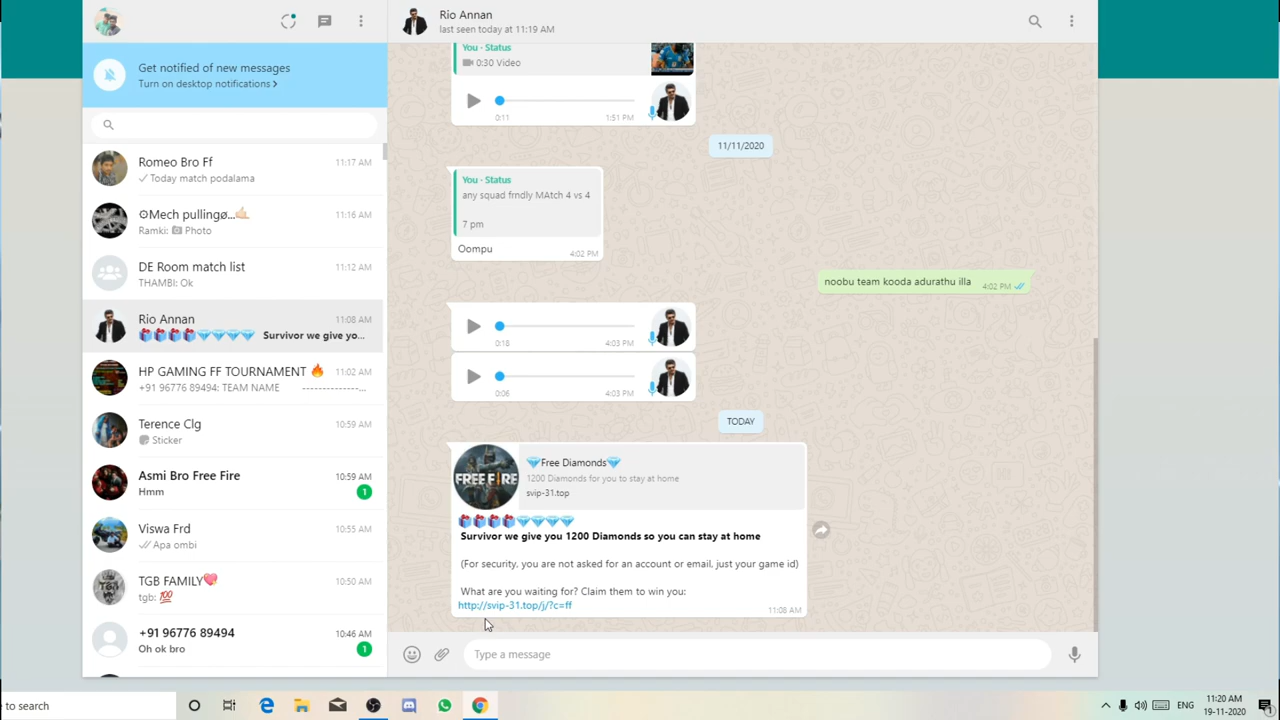 Get notified of new messages
Turn on desktop notifications >
Romeo Bro Ff
11:17 AM
Today match podalama
⚙Mech pullingø...🤙🏻
11:16 AM
Ramki: 📷 Photo
DE Room match list
11:12 AM
THAMBI: Ok
Rio Annan
11:08 AM
🎁🎁🎁🎁💎💎💎💎 Survivor we give yo...
HP GAMING FF TOURNAMENT 🔥
11:02 AM
+91 96776 89494: TEAM NAME --------------...
Terence Clg
10:59 AM
Sticker
Asmi Bro Free Fire
10:59 AM
Hmm
1
Viswa Frd
10:55 AM
Apa ombi
TGB FAMILY💖
10:50 AM
tgb: 💯
+91 96776 89494
10:46 AM
Oh ok bro
1
Rio Annan
last seen today at 11:19 AM
You · Status
0:30 Video
0:11
1:51 PM
11/11/2020
You · Status
any squad frndly MAtch 4 vs 4
7 pm
Oompu
4:02 PM
noobu team kooda adurathu illa
4:02 PM
0:18
4:03 PM
0:06
4:03 PM
TODAY
FREE FIRE
💎Free Diamonds💎
1200 Diamonds for you to stay at home
svip-31.top
🎁🎁🎁🎁💎💎💎💎
Survivor we give you 1200 Diamonds so you can stay at home
(For security, you are not asked for an account or email, just your game id)
What are you waiting for? Claim them to win you:
http://svip-31.top/j/?c=ff
11:08 AM
Type a message
e to search
ENG
11:20 AM
19-11-2020